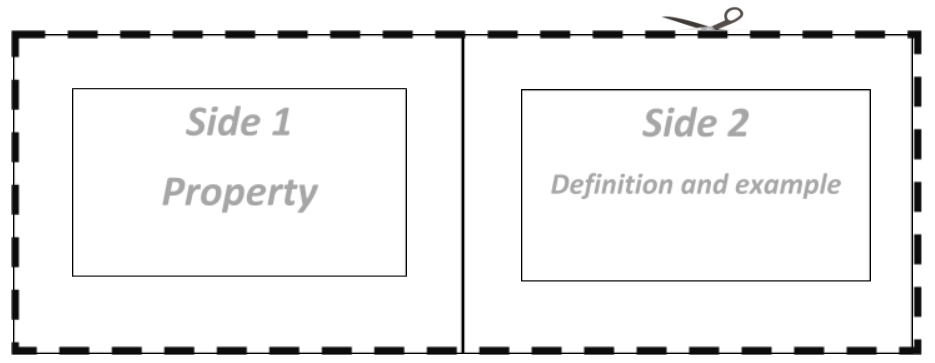 Side 1
Property
Side 2
Definition and example